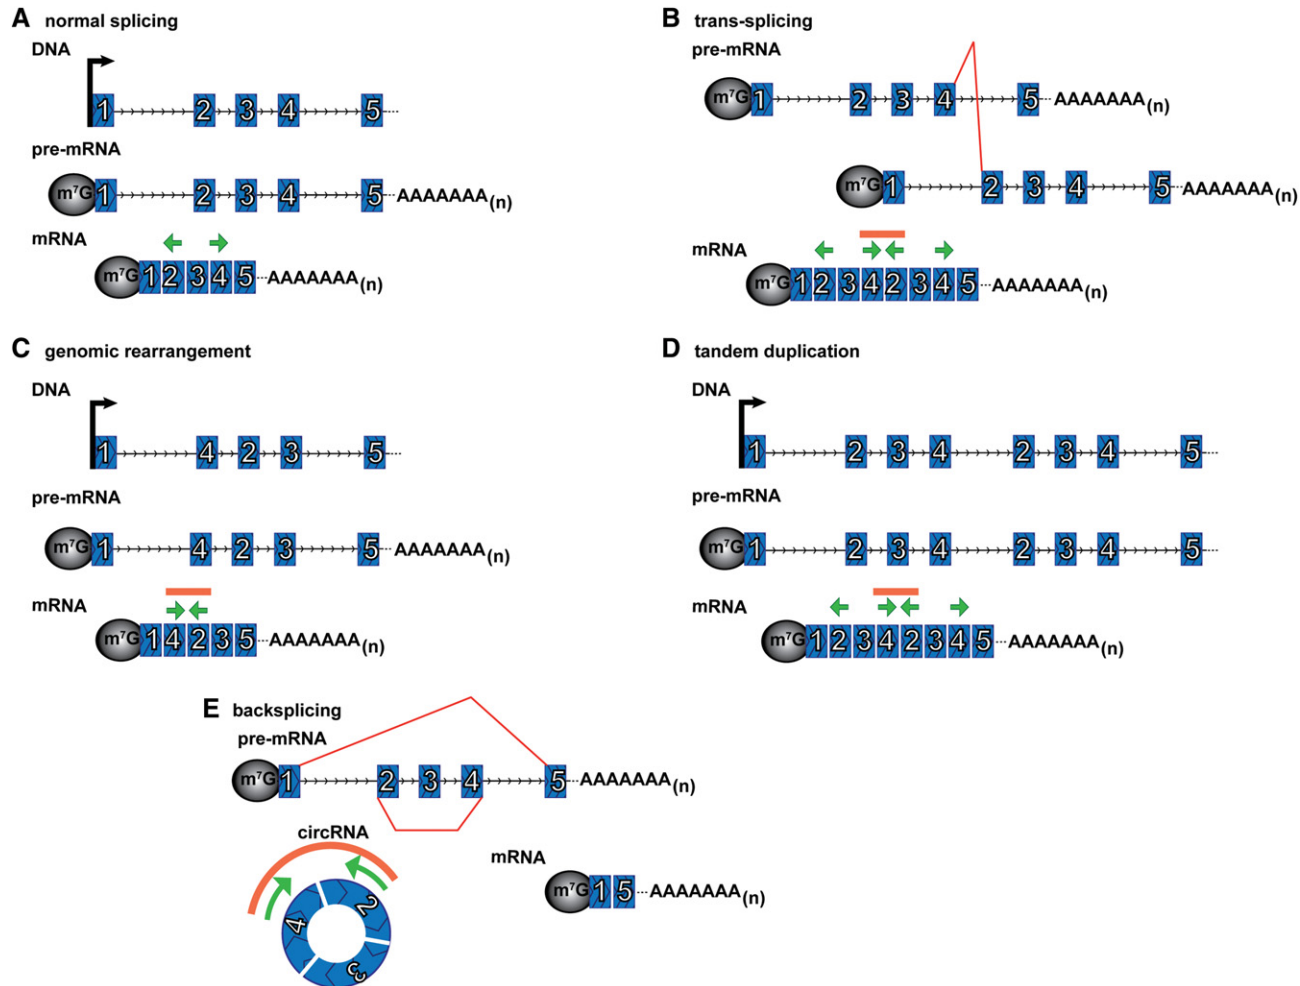 A normal splicing
DNA
1 2 3 4 5
pre-mRNA
m⁷G 1 2 3 4 5 AAAAAAA(n)
mRNA
m⁷G 1 2 3 4 5 AAAAAAA(n)
B trans-splicing
pre-mRNA
m⁷G 1 2 3 4 5 AAAAAAA(n)
m⁷G 1 2 3 4 5 AAAAAAA(n)
mRNA
m⁷G 1 2 3 4 2 3 4 5 AAAAAAA(n)
C genomic rearrangement
DNA
1 4 2 3 5
pre-mRNA
m⁷G 1 4 2 3 5 AAAAAAA(n)
mRNA
m⁷G 1 4 2 3 5 AAAAAAA(n)
D tandem duplication
DNA
1 2 3 4 2 3 4 5
pre-mRNA
m⁷G 1 2 3 4 2 3 4 5
mRNA
m⁷G 1 2 3 4 2 3 4 5 AAAAAAA(n)
E backsplicing
pre-mRNA
m⁷G 1 2 3 4 5 AAAAAAA(n)
circRNA
4 2 3
mRNA
m⁷G 1 5 AAAAAAA(n)